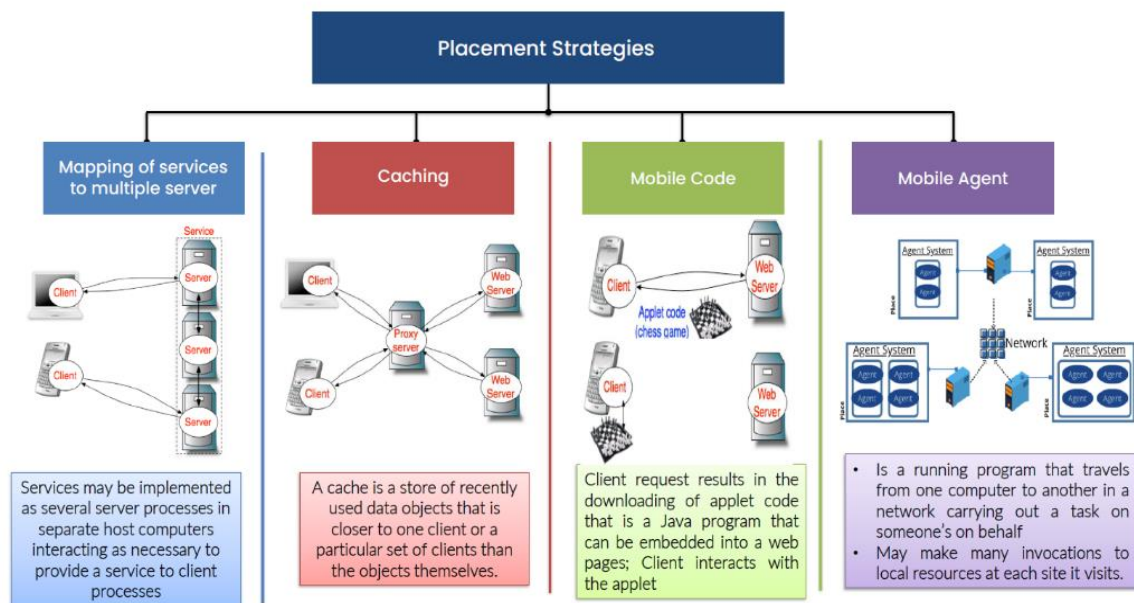 Placement Strategies
Mapping of services
to multiple server
Service
Client
Server
Server
Client
Server
Services may be implemented
as several server processes in
separate host computers
interacting as necessary to
provide a service to client
processes
Caching
Client
Web
Server
Proxy
server
Client
Web
Server
A cache is a store of recently
used data objects that is
closer to one client or a
particular set of clients than
the objects themselves.
Mobile Code
Client
Web
Server
Applet code
(chess game)
Client
Web
Server
Client request results in the
downloading of applet code
that is a Java program that
can be embedded into a web
pages; Client interacts with
the applet
Mobile Agent
Agent System
Agent
Agent
Place
Agent System
Agent
Agent
Place
Network
Agent System
Agent
Agent
Agent
Agent
Place
Agent System
Agent
Agent
Agent
Agent
Place
• Is a running program that travels
from one computer to another in a
network carrying out a task on
someone's on behalf
• May make many invocations to
local resources at each site it visits.